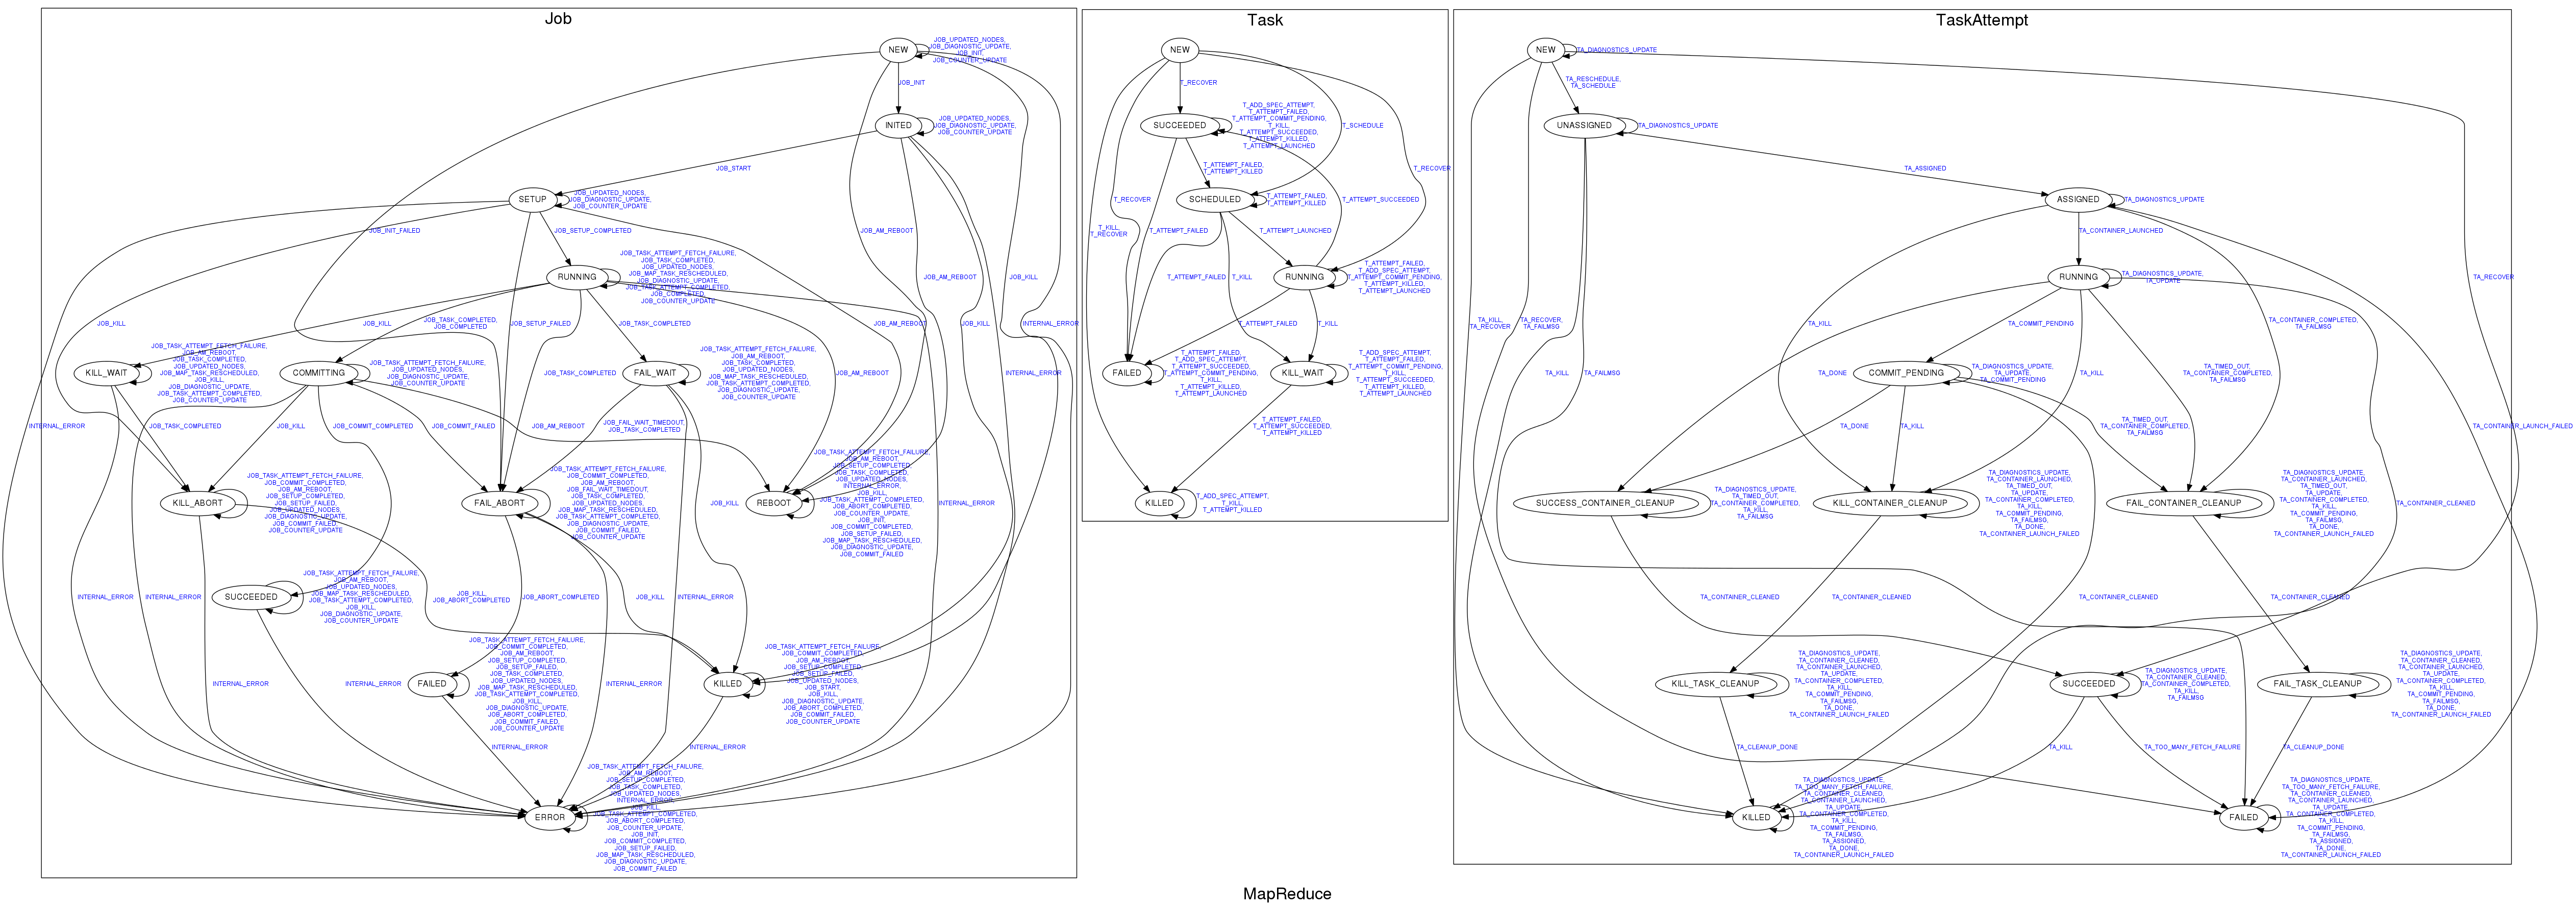 Job
NEW
JOB_UPDATED_NODES,
JOB_DIAGNOSTIC_UPDATE,
JOB_INIT,
JOB_COUNTER_UPDATE
JOB_INIT
INITED
JOB_UPDATED_NODES,
JOB_DIAGNOSTIC_UPDATE,
JOB_COUNTER_UPDATE
JOB_START
SETUP
JOB_UPDATED_NODES,
JOB_DIAGNOSTIC_UPDATE,
JOB_COUNTER_UPDATE
JOB_INIT_FAILED
JOB_SETUP_COMPLETED
JOB_AM_REBOOT
JOB_AM_REBOOT
JOB_KILL
RUNNING
JOB_TASK_ATTEMPT_FETCH_FAILURE,
JOB_TASK_COMPLETED,
JOB_UPDATED_NODES,
JOB_MAP_TASK_RESCHEDULED,
JOB_DIAGNOSTIC_UPDATE,
JOB_TASK_ATTEMPT_COMPLETED,
JOB_COMPLETED,
JOB_COUNTER_UPDATE
JOB_KILL
JOB_KILL
JOB_TASK_COMPLETED,
JOB_COMPLETED
JOB_SETUP_FAILED
JOB_TASK_COMPLETED
JOB_AM_REBOOT
JOB_KILL
INTERNAL_ERROR
KILL_WAIT
JOB_TASK_ATTEMPT_FETCH_FAILURE,
JOB_AM_REBOOT,
JOB_TASK_COMPLETED,
JOB_UPDATED_NODES,
JOB_MAP_TASK_RESCHEDULED,
JOB_KILL,
JOB_DIAGNOSTIC_UPDATE,
JOB_TASK_ATTEMPT_COMPLETED,
JOB_COUNTER_UPDATE
COMMITTING
JOB_TASK_ATTEMPT_FETCH_FAILURE,
JOB_UPDATED_NODES,
JOB_DIAGNOSTIC_UPDATE,
JOB_COUNTER_UPDATE
JOB_TASK_COMPLETED
FAIL_WAIT
JOB_TASK_ATTEMPT_FETCH_FAILURE,
JOB_AM_REBOOT,
JOB_TASK_COMPLETED,
JOB_UPDATED_NODES,
JOB_MAP_TASK_RESCHEDULED,
JOB_TASK_ATTEMPT_COMPLETED,
JOB_DIAGNOSTIC_UPDATE,
JOB_COUNTER_UPDATE
JOB_AM_REBOOT
INTERNAL_ERROR
INTERNAL_ERROR
JOB_TASK_COMPLETED
JOB_KILL
JOB_COMMIT_COMPLETED
JOB_COMMIT_FAILED
JOB_AM_REBOOT
JOB_FAIL_WAIT_TIMEDOUT,
JOB_TASK_COMPLETED
KILL_ABORT
JOB_TASK_ATTEMPT_FETCH_FAILURE,
JOB_COMMIT_COMPLETED,
JOB_AM_REBOOT,
JOB_SETUP_COMPLETED,
JOB_SETUP_FAILED,
JOB_UPDATED_NODES,
JOB_DIAGNOSTIC_UPDATE,
JOB_COMMIT_FAILED,
JOB_COUNTER_UPDATE
FAIL_ABORT
JOB_TASK_ATTEMPT_FETCH_FAILURE,
JOB_COMMIT_COMPLETED,
JOB_AM_REBOOT,
JOB_FAIL_WAIT_TIMEDOUT,
JOB_TASK_COMPLETED,
JOB_UPDATED_NODES,
JOB_MAP_TASK_RESCHEDULED,
JOB_TASK_ATTEMPT_COMPLETED,
JOB_DIAGNOSTIC_UPDATE,
JOB_COMMIT_FAILED,
JOB_COUNTER_UPDATE
JOB_KILL
REBOOT
JOB_TASK_ATTEMPT_FETCH_FAILURE,
JOB_AM_REBOOT,
JOB_SETUP_COMPLETED,
JOB_TASK_COMPLETED,
JOB_UPDATED_NODES,
INTERNAL_ERROR,
JOB_KILL,
JOB_TASK_ATTEMPT_COMPLETED,
JOB_ABORT_COMPLETED,
JOB_COUNTER_UPDATE,
JOB_INIT,
JOB_COMMIT_COMPLETED,
JOB_SETUP_FAILED,
JOB_MAP_TASK_RESCHEDULED,
JOB_DIAGNOSTIC_UPDATE,
JOB_COMMIT_FAILED
INTERNAL_ERROR
INTERNAL_ERROR
INTERNAL_ERROR
SUCCEEDED
JOB_TASK_ATTEMPT_FETCH_FAILURE,
JOB_AM_REBOOT,
JOB_UPDATED_NODES,
JOB_MAP_TASK_RESCHEDULED,
JOB_TASK_ATTEMPT_COMPLETED,
JOB_KILL,
JOB_DIAGNOSTIC_UPDATE,
JOB_COUNTER_UPDATE
JOB_KILL,
JOB_ABORT_COMPLETED
JOB_ABORT_COMPLETED
JOB_KILL
INTERNAL_ERROR
INTERNAL_ERROR
INTERNAL_ERROR
FAILED
JOB_TASK_ATTEMPT_FETCH_FAILURE,
JOB_COMMIT_COMPLETED,
JOB_AM_REBOOT,
JOB_SETUP_COMPLETED,
JOB_SETUP_FAILED,
JOB_TASK_COMPLETED,
JOB_UPDATED_NODES,
JOB_MAP_TASK_RESCHEDULED,
JOB_TASK_ATTEMPT_COMPLETED,
JOB_KILL,
JOB_DIAGNOSTIC_UPDATE,
JOB_ABORT_COMPLETED,
JOB_COMMIT_FAILED,
JOB_COUNTER_UPDATE
INTERNAL_ERROR
KILLED
JOB_TASK_ATTEMPT_FETCH_FAILURE,
JOB_COMMIT_COMPLETED,
JOB_AM_REBOOT,
JOB_SETUP_COMPLETED,
JOB_SETUP_FAILED,
JOB_UPDATED_NODES,
JOB_START,
JOB_KILL,
JOB_DIAGNOSTIC_UPDATE,
JOB_ABORT_COMPLETED,
JOB_COMMIT_FAILED,
JOB_COUNTER_UPDATE
INTERNAL_ERROR
INTERNAL_ERROR
ERROR
JOB_TASK_ATTEMPT_FETCH_FAILURE,
JOB_AM_REBOOT,
JOB_SETUP_COMPLETED,
JOB_TASK_COMPLETED,
JOB_UPDATED_NODES,
INTERNAL_ERROR,
JOB_KILL,
JOB_TASK_ATTEMPT_COMPLETED,
JOB_ABORT_COMPLETED,
JOB_COUNTER_UPDATE,
JOB_INIT,
JOB_COMMIT_COMPLETED,
JOB_SETUP_FAILED,
JOB_MAP_TASK_RESCHEDULED,
JOB_DIAGNOSTIC_UPDATE,
JOB_COMMIT_FAILED
Task
NEW
T_RECOVER
SUCCEEDED
T_ADD_SPEC_ATTEMPT,
T_ATTEMPT_FAILED,
T_ATTEMPT_COMMIT_PENDING,
T_KILL,
T_ATTEMPT_SUCCEEDED,
T_ATTEMPT_KILLED,
T_ATTEMPT_LAUNCHED
T_SCHEDULE
T_RECOVER
T_ATTEMPT_FAILED,
T_ATTEMPT_KILLED
T_RECOVER
SCHEDULED
T_ATTEMPT_FAILED,
T_ATTEMPT_KILLED
T_ATTEMPT_SUCCEEDED
T_KILL,
T_RECOVER
T_ATTEMPT_FAILED
T_ATTEMPT_LAUNCHED
T_ATTEMPT_FAILED
T_KILL
RUNNING
T_ATTEMPT_FAILED,
T_ADD_SPEC_ATTEMPT,
T_ATTEMPT_COMMIT_PENDING,
T_ATTEMPT_KILLED,
T_ATTEMPT_LAUNCHED
T_ATTEMPT_FAILED
T_KILL
FAILED
T_ATTEMPT_FAILED,
T_ADD_SPEC_ATTEMPT,
T_ATTEMPT_SUCCEEDED,
T_ATTEMPT_COMMIT_PENDING,
T_KILL,
T_ATTEMPT_KILLED,
T_ATTEMPT_LAUNCHED
KILL_WAIT
T_ADD_SPEC_ATTEMPT,
T_ATTEMPT_FAILED,
T_ATTEMPT_COMMIT_PENDING,
T_KILL,
T_ATTEMPT_SUCCEEDED,
T_ATTEMPT_KILLED,
T_ATTEMPT_LAUNCHED
T_ATTEMPT_FAILED,
T_ATTEMPT_SUCCEEDED,
T_ATTEMPT_KILLED
KILLED
T_ADD_SPEC_ATTEMPT,
T_KILL,
T_ATTEMPT_KILLED
TaskAttempt
NEW
TA_DIAGNOSTICS_UPDATE
TA_RESCHEDULE,
TA_SCHEDULE
UNASSIGNED
TA_DIAGNOSTICS_UPDATE
TA_ASSIGNED
ASSIGNED
TA_DIAGNOSTICS_UPDATE
TA_CONTAINER_LAUNCHED
RUNNING
TA_DIAGNOSTICS_UPDATE,
TA_UPDATE
TA_RECOVER
TA_KILL,
TA_RECOVER
TA_RECOVER,
TA_FAILMSG
TA_KILL
TA_COMMIT_PENDING
TA_CONTAINER_COMPLETED,
TA_FAILMSG
TA_KILL
TA_FAILMSG
TA_DONE
COMMIT_PENDING
TA_DIAGNOSTICS_UPDATE,
TA_UPDATE,
TA_COMMIT_PENDING
TA_KILL
TA_TIMED_OUT,
TA_CONTAINER_COMPLETED,
TA_FAILMSG
TA_DONE
TA_KILL
TA_TIMED_OUT,
TA_CONTAINER_COMPLETED,
TA_FAILMSG
TA_CONTAINER_LAUNCH_FAILED
SUCCESS_CONTAINER_CLEANUP
TA_DIAGNOSTICS_UPDATE,
TA_TIMED_OUT,
TA_CONTAINER_COMPLETED,
TA_KILL,
TA_FAILMSG
KILL_CONTAINER_CLEANUP
TA_DIAGNOSTICS_UPDATE,
TA_CONTAINER_LAUNCHED,
TA_TIMED_OUT,
TA_UPDATE,
TA_CONTAINER_COMPLETED,
TA_KILL,
TA_COMMIT_PENDING,
TA_FAILMSG,
TA_DONE,
TA_CONTAINER_LAUNCH_FAILED
FAIL_CONTAINER_CLEANUP
TA_DIAGNOSTICS_UPDATE,
TA_CONTAINER_LAUNCHED,
TA_TIMED_OUT,
TA_UPDATE,
TA_CONTAINER_COMPLETED,
TA_KILL,
TA_COMMIT_PENDING,
TA_FAILMSG,
TA_DONE,
TA_CONTAINER_LAUNCH_FAILED
TA_CONTAINER_CLEANED
TA_CONTAINER_CLEANED
TA_CONTAINER_CLEANED
TA_CONTAINER_CLEANED
TA_CONTAINER_CLEANED
KILL_TASK_CLEANUP
TA_DIAGNOSTICS_UPDATE,
TA_CONTAINER_CLEANED,
TA_CONTAINER_LAUNCHED,
TA_UPDATE,
TA_CONTAINER_COMPLETED,
TA_KILL,
TA_COMMIT_PENDING,
TA_FAILMSG,
TA_DONE,
TA_CONTAINER_LAUNCH_FAILED
SUCCEEDED
TA_DIAGNOSTICS_UPDATE,
TA_CONTAINER_CLEANED,
TA_CONTAINER_COMPLETED,
TA_KILL,
TA_FAILMSG
FAIL_TASK_CLEANUP
TA_DIAGNOSTICS_UPDATE,
TA_CONTAINER_CLEANED,
TA_CONTAINER_LAUNCHED,
TA_UPDATE,
TA_CONTAINER_COMPLETED,
TA_KILL,
TA_COMMIT_PENDING,
TA_FAILMSG,
TA_DONE,
TA_CONTAINER_LAUNCH_FAILED
TA_CLEANUP_DONE
TA_KILL
TA_TOO_MANY_FETCH_FAILURE
TA_CLEANUP_DONE
KILLED
TA_DIAGNOSTICS_UPDATE,
TA_TOO_MANY_FETCH_FAILURE,
TA_CONTAINER_CLEANED,
TA_CONTAINER_LAUNCHED,
TA_UPDATE,
TA_CONTAINER_COMPLETED,
TA_KILL,
TA_COMMIT_PENDING,
TA_FAILMSG,
TA_ASSIGNED,
TA_DONE,
TA_CONTAINER_LAUNCH_FAILED
FAILED
TA_DIAGNOSTICS_UPDATE,
TA_TOO_MANY_FETCH_FAILURE,
TA_CONTAINER_CLEANED,
TA_CONTAINER_LAUNCHED,
TA_UPDATE,
TA_CONTAINER_COMPLETED,
TA_KILL,
TA_COMMIT_PENDING,
TA_FAILMSG,
TA_ASSIGNED,
TA_DONE,
TA_CONTAINER_LAUNCH_FAILED
MapReduce